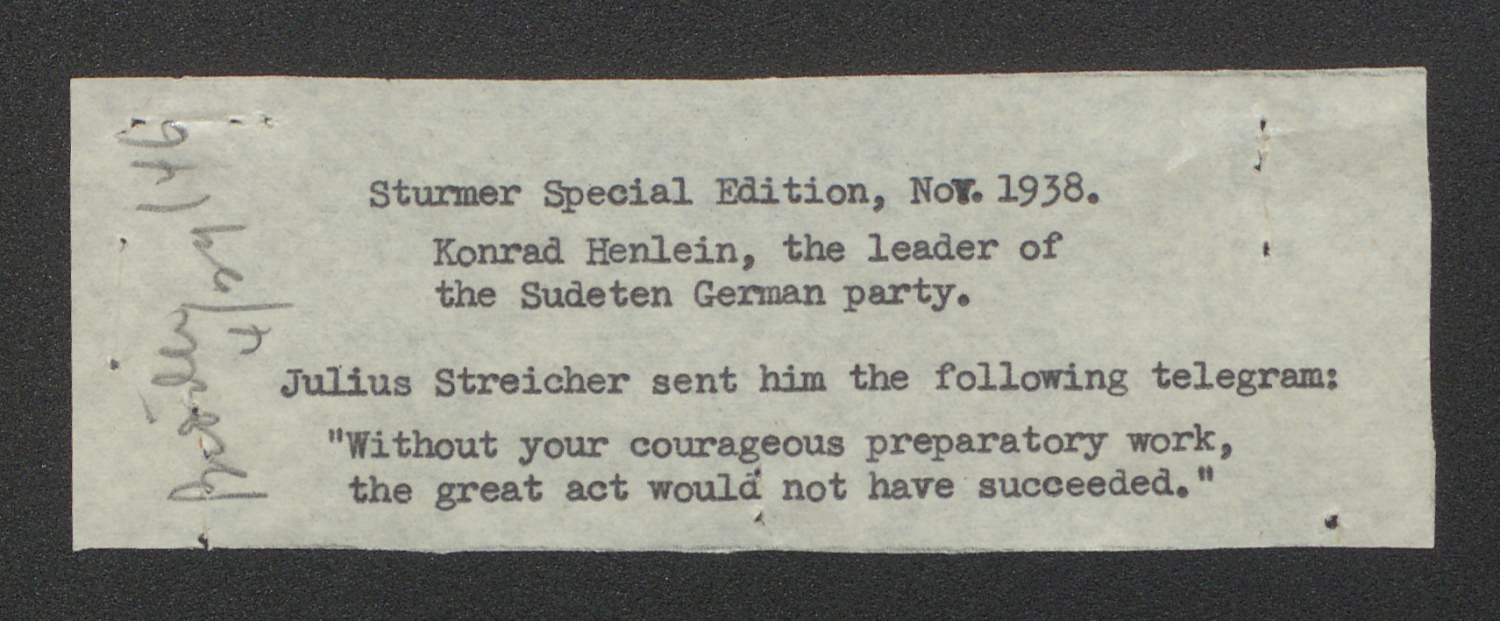 Sturmer Special Edition, Nov. 1938.
Konrad Henlein, the leader of
the Sudeten German party.
Julius Streicher sent him the following telegram:
"Without your courageous preparatory work,
the great act would not have succeeded."